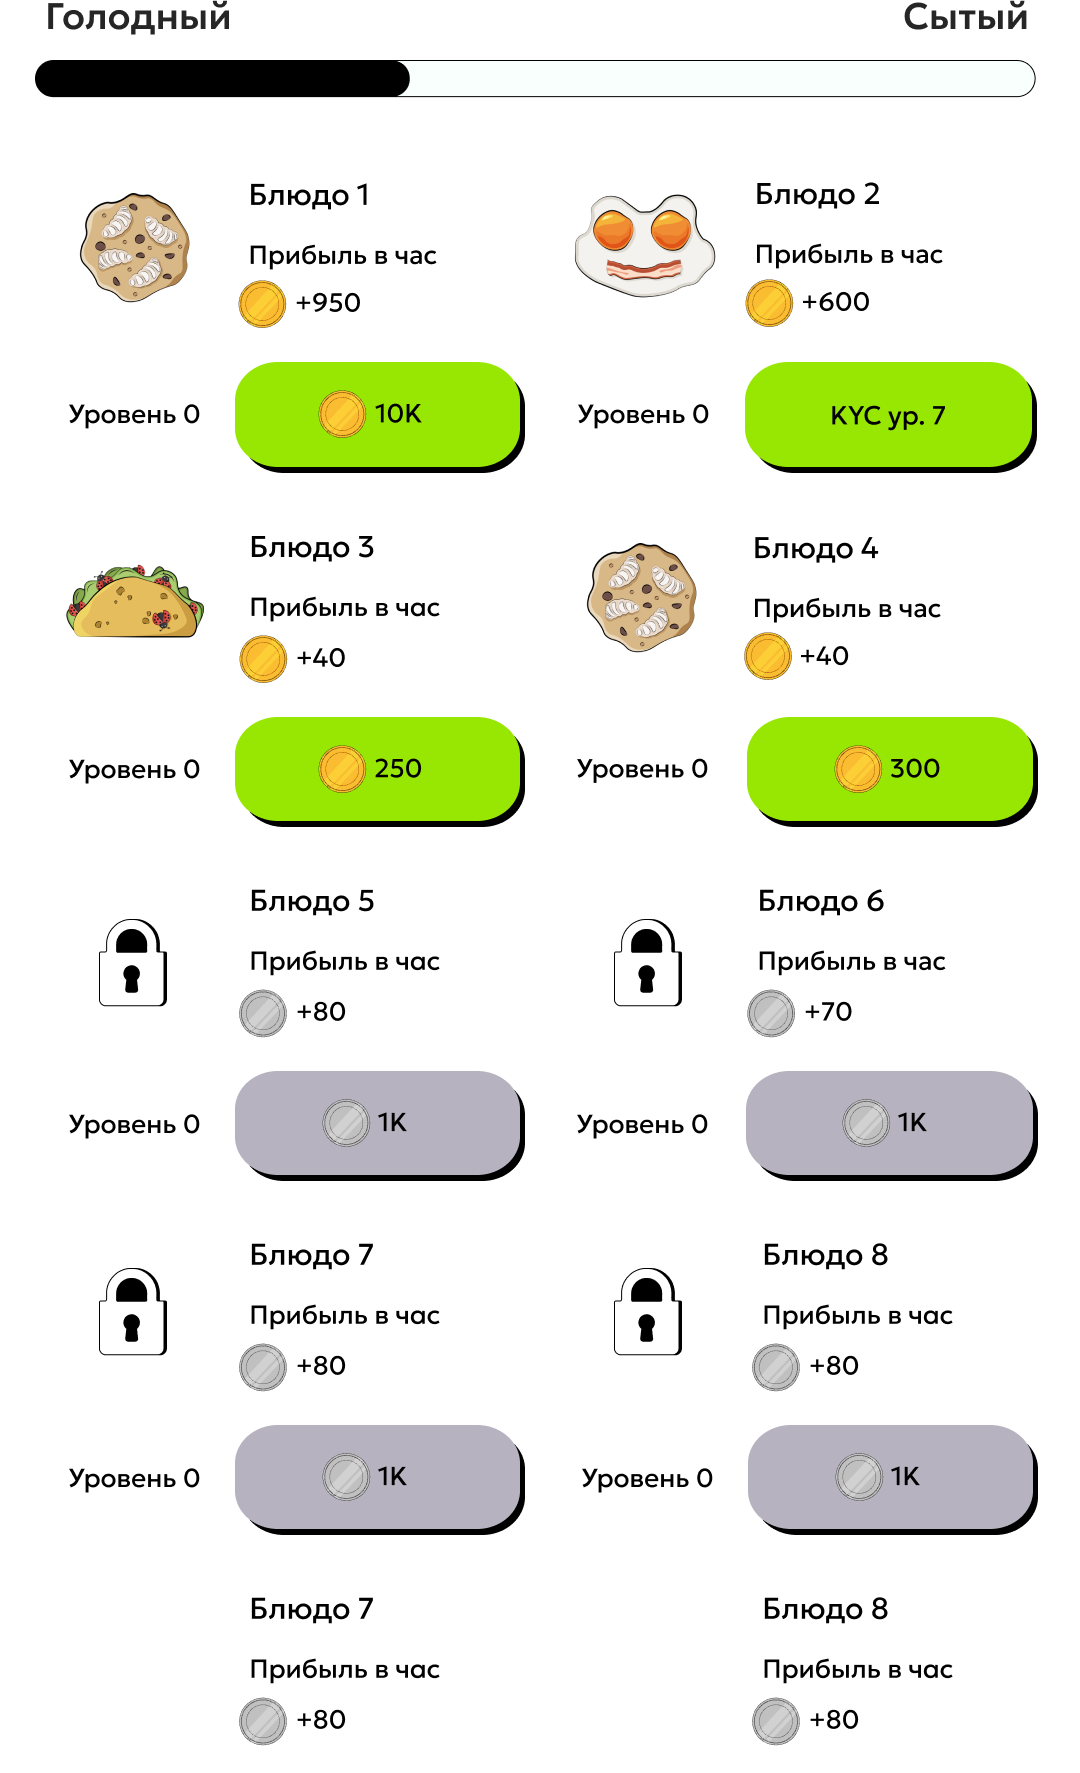 Голодный
Сытый
Блюдо 1
Прибыль в час
+950
Уровень 0
10K
Блюдо 2
Прибыль в час
+600
Уровень 0
KYC ур. 7
Блюдо 3
Прибыль в час
+40
Уровень 0
250
Блюдо 4
Прибыль в час
+40
Уровень 0
300
Блюдо 5
Прибыль в час
+80
Уровень 0
1K
Блюдо 6
Прибыль в час
+70
Уровень 0
1K
Блюдо 7
Прибыль в час
+80
Уровень 0
1K
Блюдо 8
Прибыль в час
+80
Уровень 0
1K
Блюдо 7
Прибыль в час
+80
Блюдо 8
Прибыль в час
+80